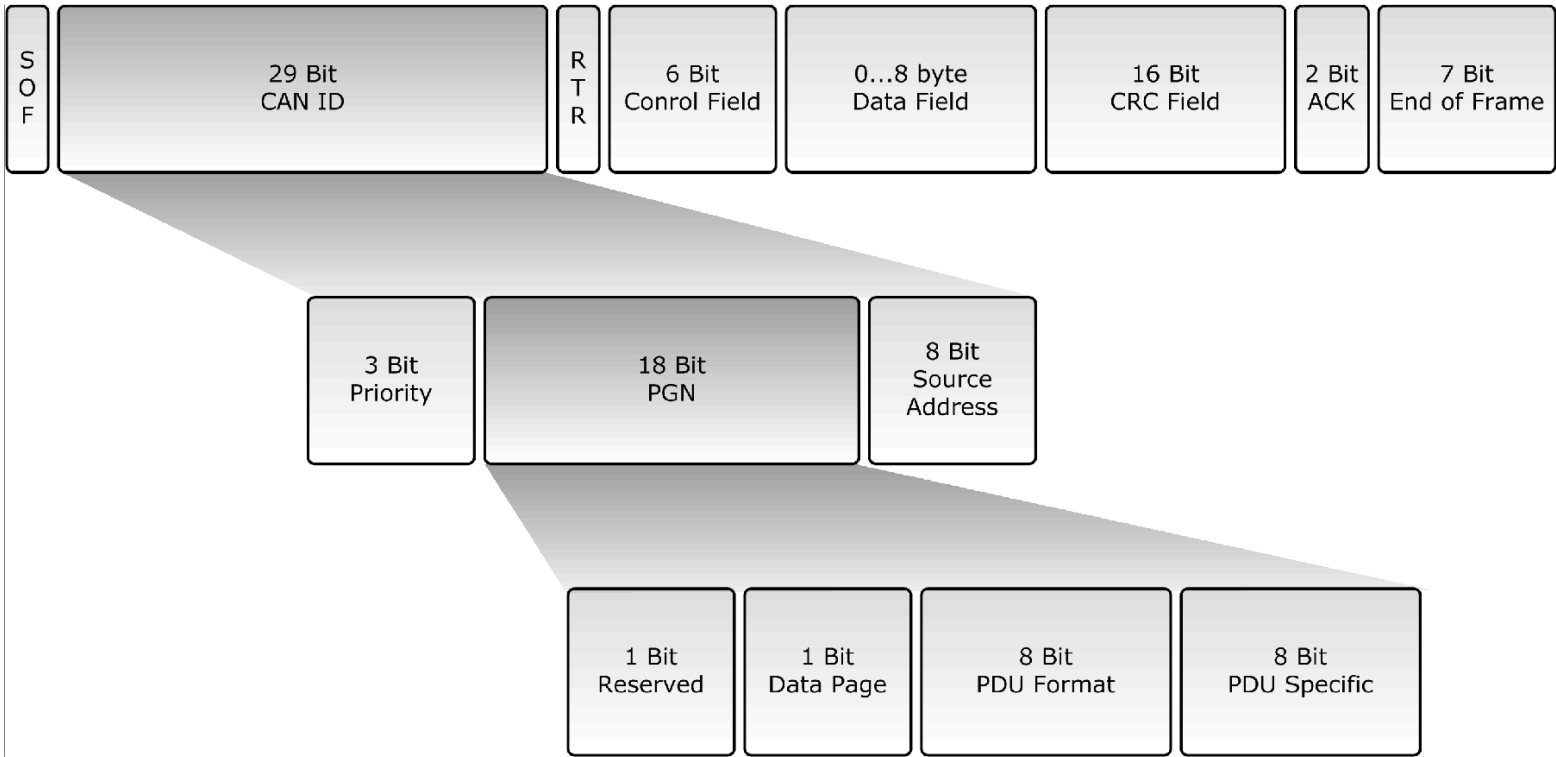 S
O
F
29 Bit
CAN ID
R
T
R
6 Bit
Conrol Field
0...8 byte
Data Field
16 Bit
CRC Field
2 Bit
ACK
7 Bit
End of Frame
3 Bit
Priority
18 Bit
PGN
8 Bit
Source
Address
1 Bit
Reserved
1 Bit
Data Page
8 Bit
PDU Format
8 Bit
PDU Specific